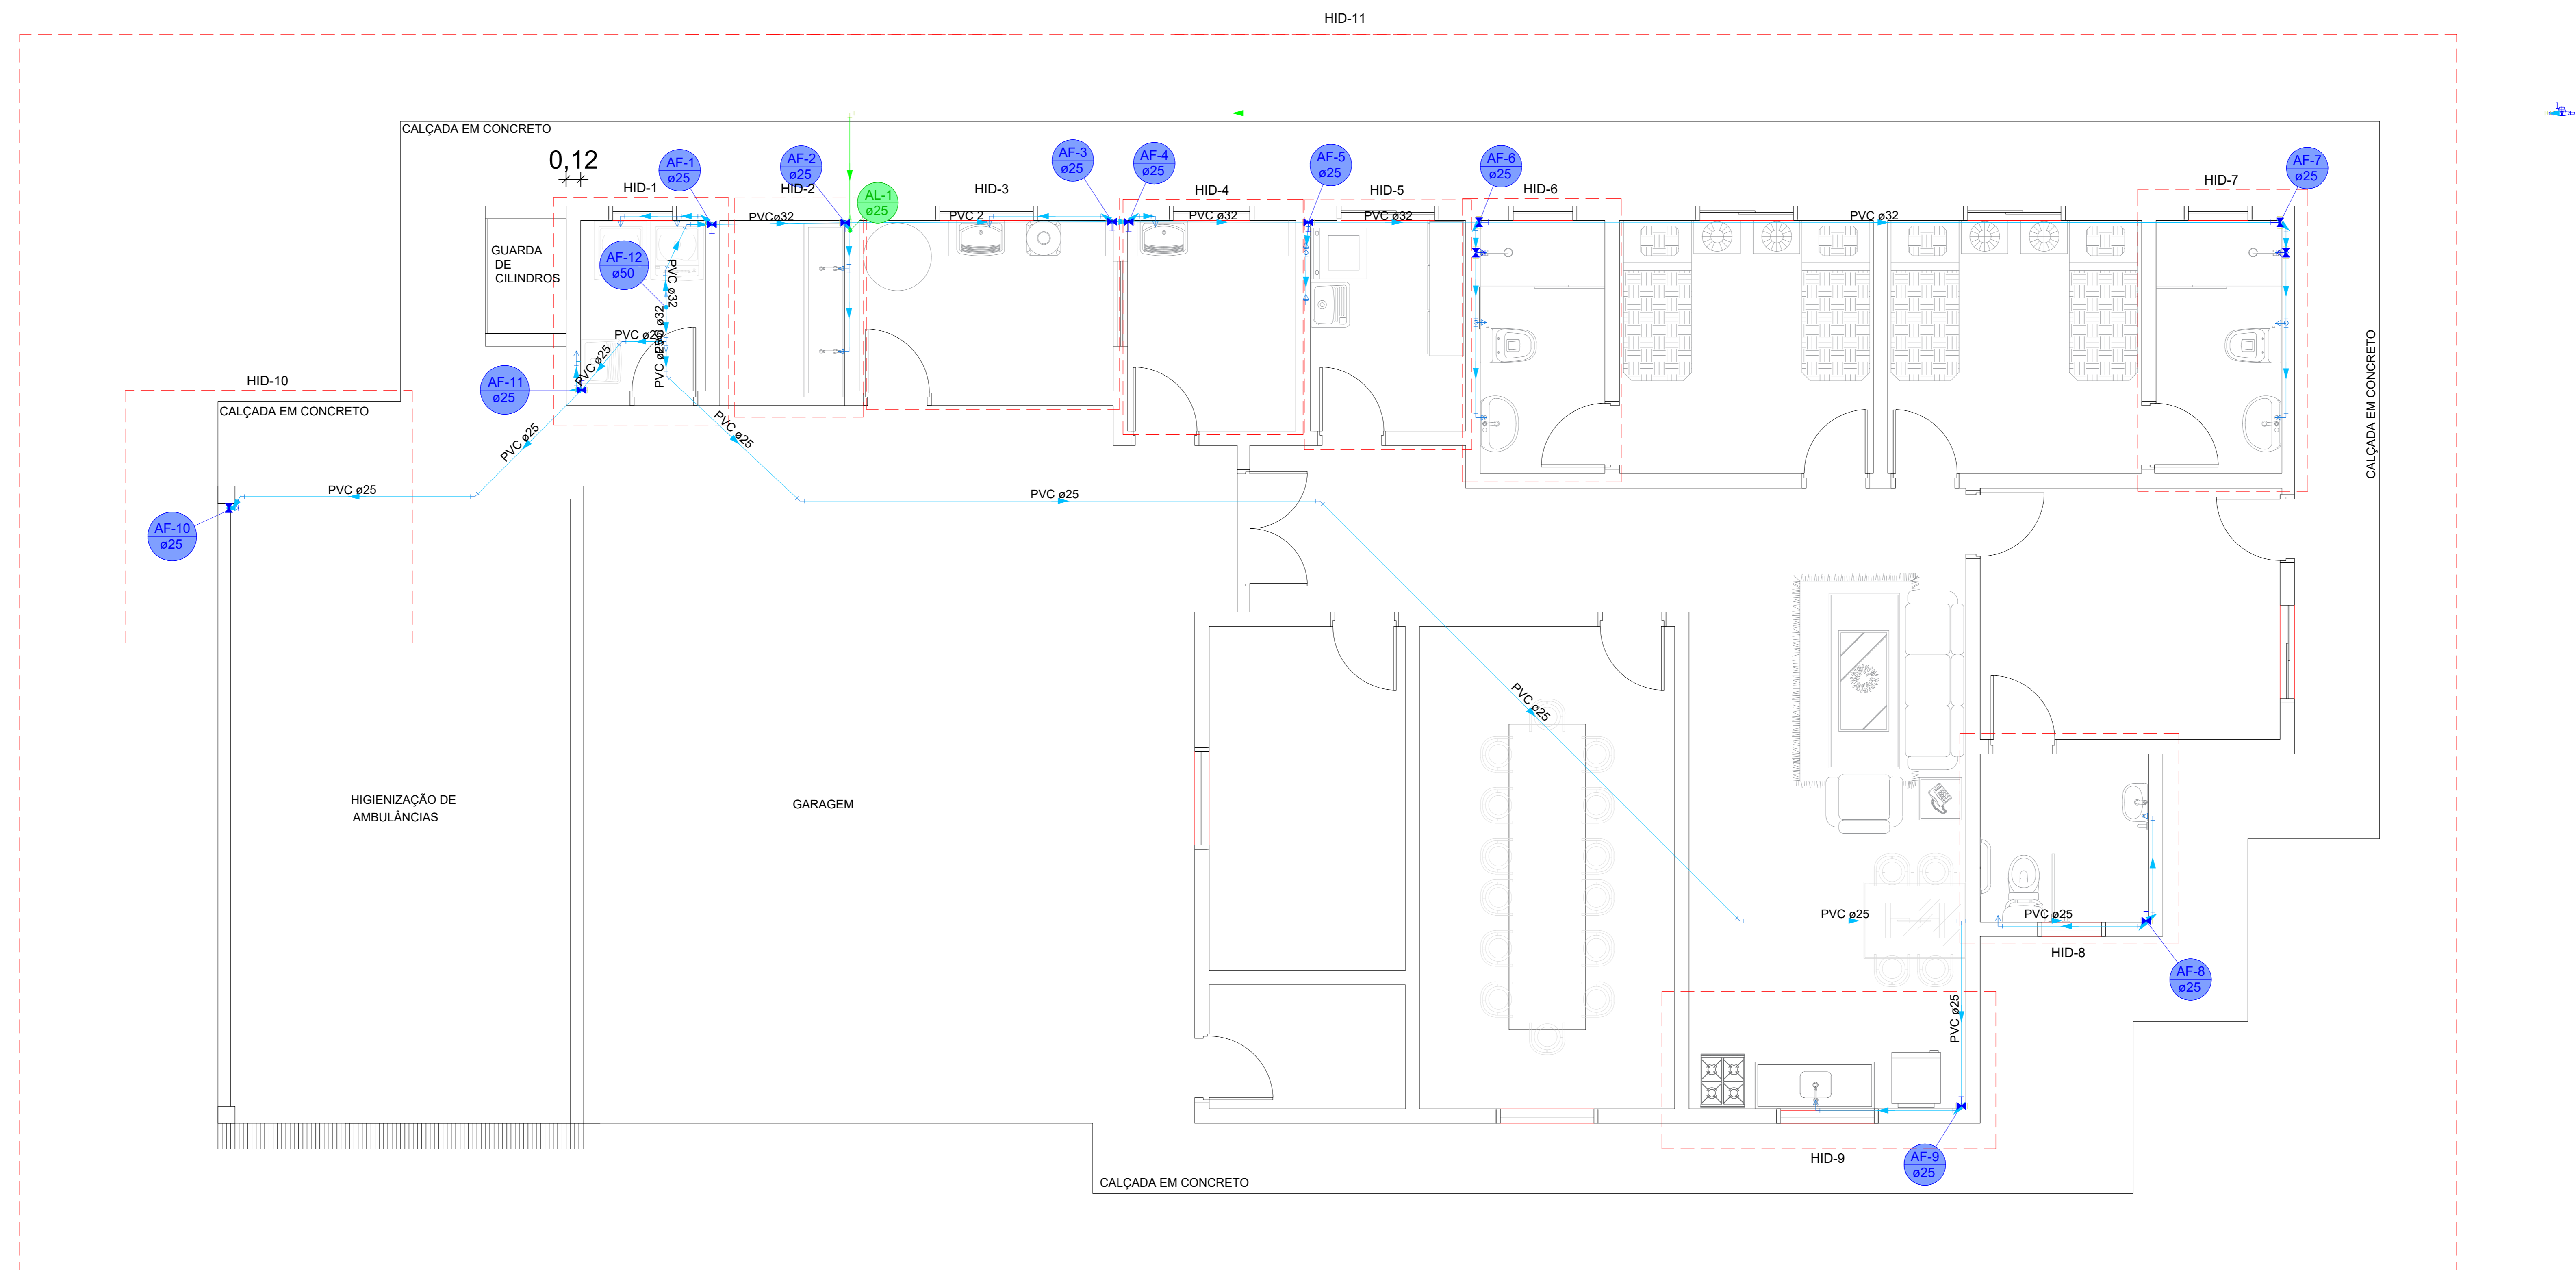 HID-11
CALÇADA EM CONCRETO
0,12
AF-1
ø25
AF-2
ø25
AF-3
ø25
AF-4
ø25
AF-5
ø25
AF-6
ø25
AF-7
ø25
HID-1
HID-2
AL-1
ø25
HID-3
HID-4
HID-5
HID-6
HID-7
PVCø32
PVC 2
PVC ø32
PVC ø32
PVC ø32
GUARDA
DE
CILINDROS
AF-12
ø50
PVC ø32
PVC ø32
PVC ø25
PVC ø25
PVC ø25
AF-11
ø25
HID-10
CALÇADA EM CONCRETO
PVC ø25
PVC ø25
PVC ø25
PVC ø25
AF-10
ø25
CALÇADA EM CONCRETO
PVC ø25
HIGIENIZAÇÃO DE
AMBULÂNCIAS
GARAGEM
PVC ø25
PVC ø25
HID-8
AF-8
ø25
PVC ø25
HID-9
AF-9
ø25
CALÇADA EM CONCRETO